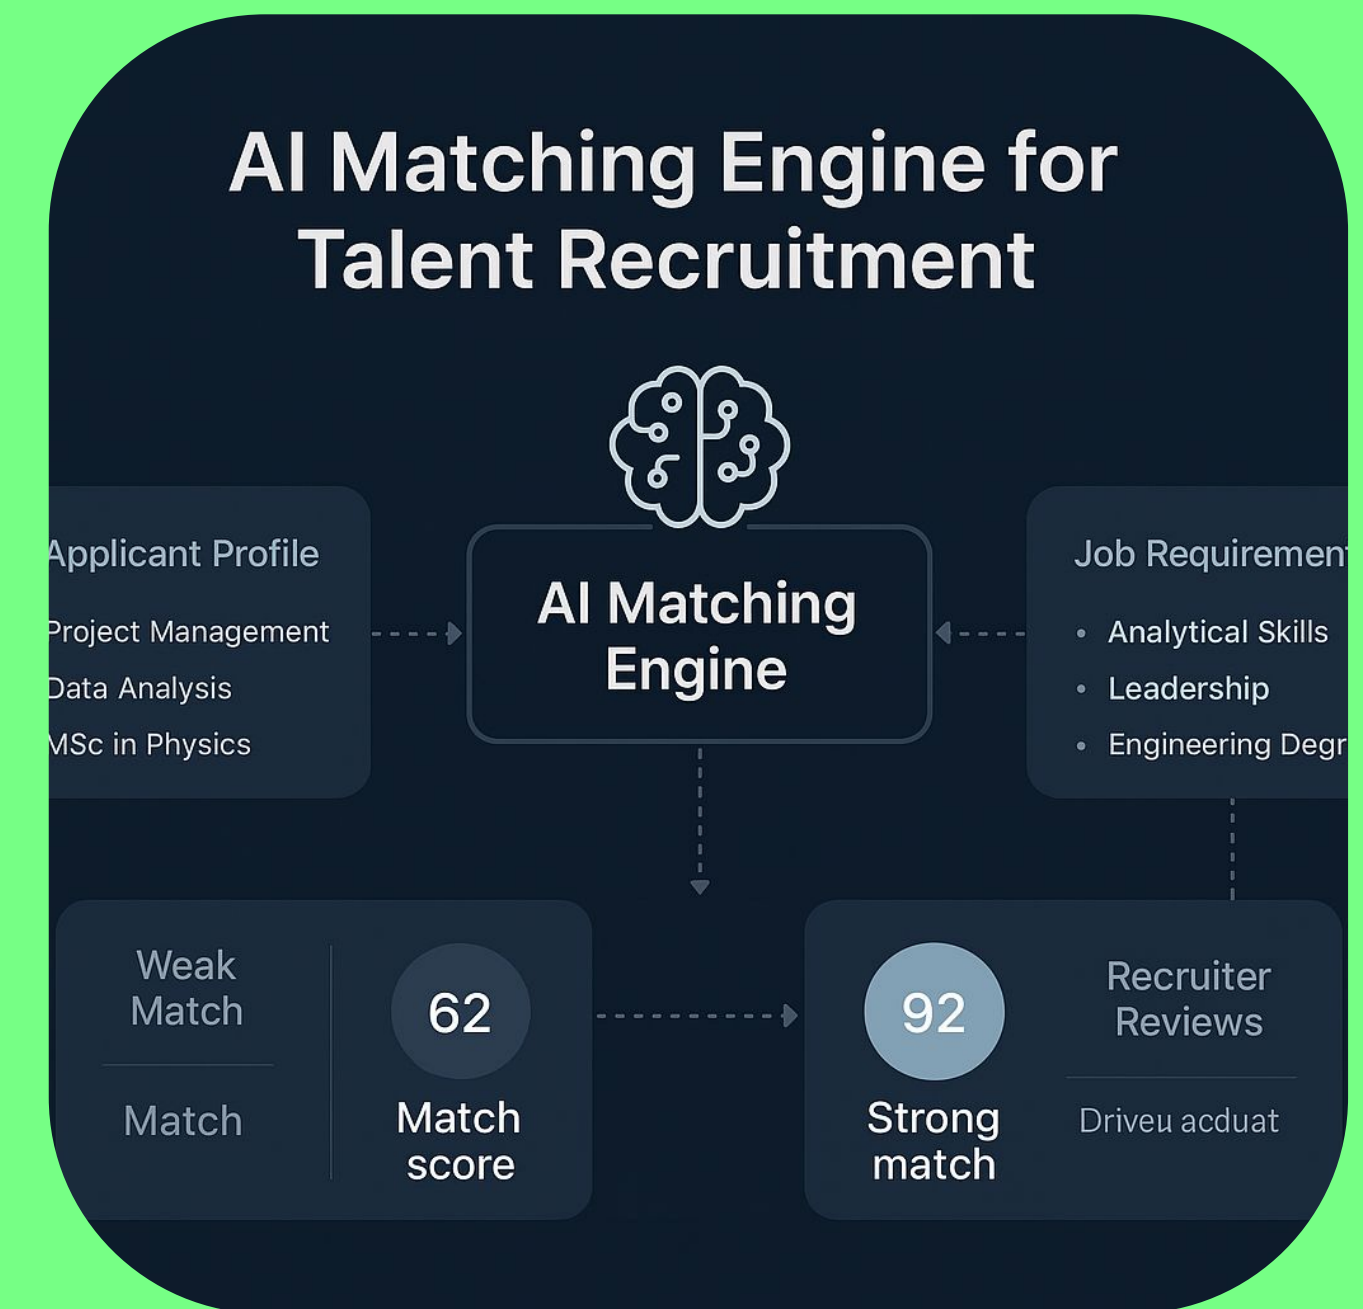 AI Matching Engine for
Talent Recruitment
Applicant Profile
Project Management
Data Analysis
MSc in Physics
AI Matching
Engine
Job Requirement
• Analytical Skills
• Leadership
• Engineering Degr
Weak
Match
Match
62
Match
score
92
Strong
match
Recruiter
Reviews
Driveu acduat